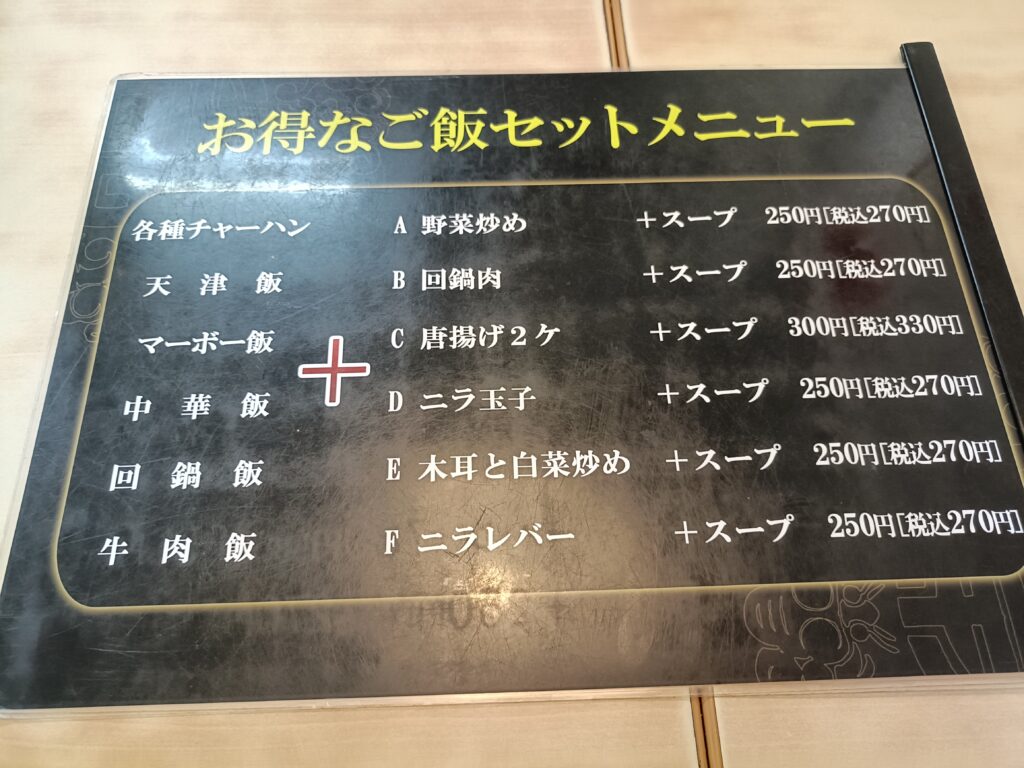 お得なご飯セットメニュー
各種チャーハン A 野菜炒め +スープ 250円[税込270円]
天津飯 B 回鍋肉 +スープ 250円[税込270円]
マーボー飯 C 唐揚げ2ケ +スープ 300円[税込330円]
+
中華飯 D ニラ玉子 +スープ 250円[税込270円]
回鍋飯 E 木耳と白菜炒め +スープ 250円[税込270円]
牛肉飯 F ニラレバー +スープ 250円[税込270円]